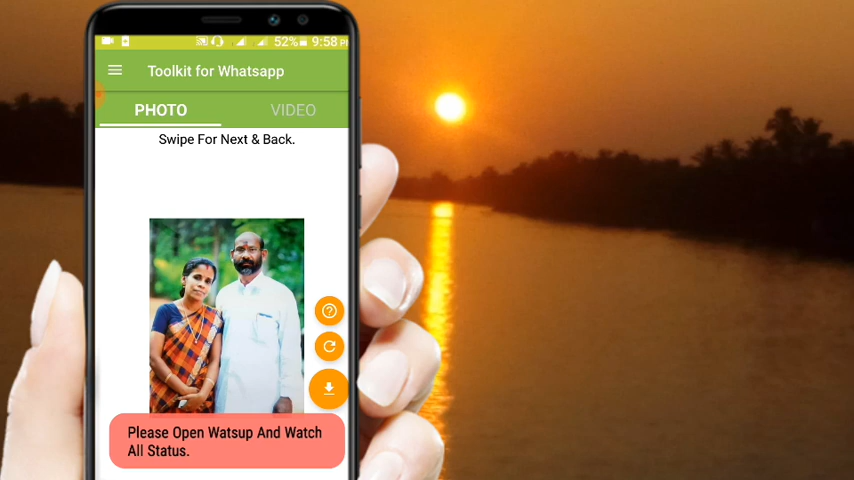 52% 9:58 PM
Toolkit for Whatsapp
PHOTO VIDEO
Swipe For Next & Back.
Please Open Watsup And Watch
All Status.